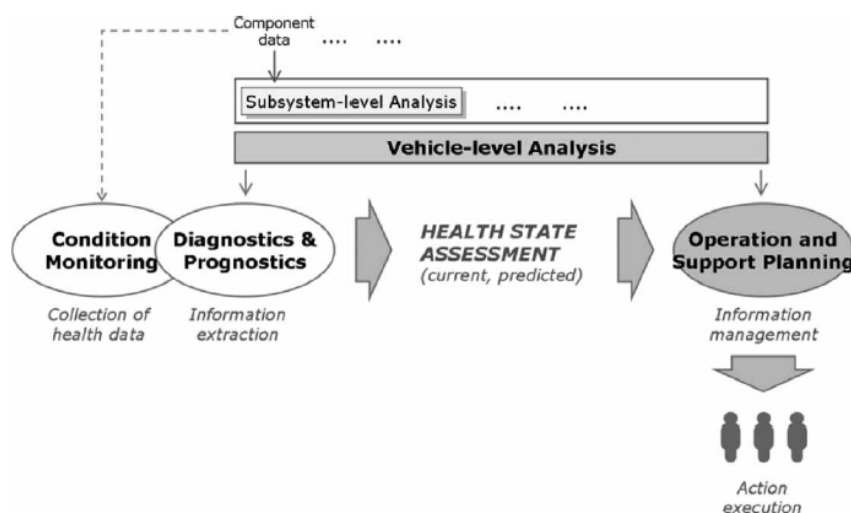 Component
data
.... ....
Subsystem-level Analysis .... ....
Vehicle-level Analysis
Condition
Monitoring
Diagnostics &
Prognostics
HEALTH STATE
ASSESSMENT
(current, predicted)
Operation and
Support Planning
Collection of
health data
Information
extraction
Information
management
Action
execution